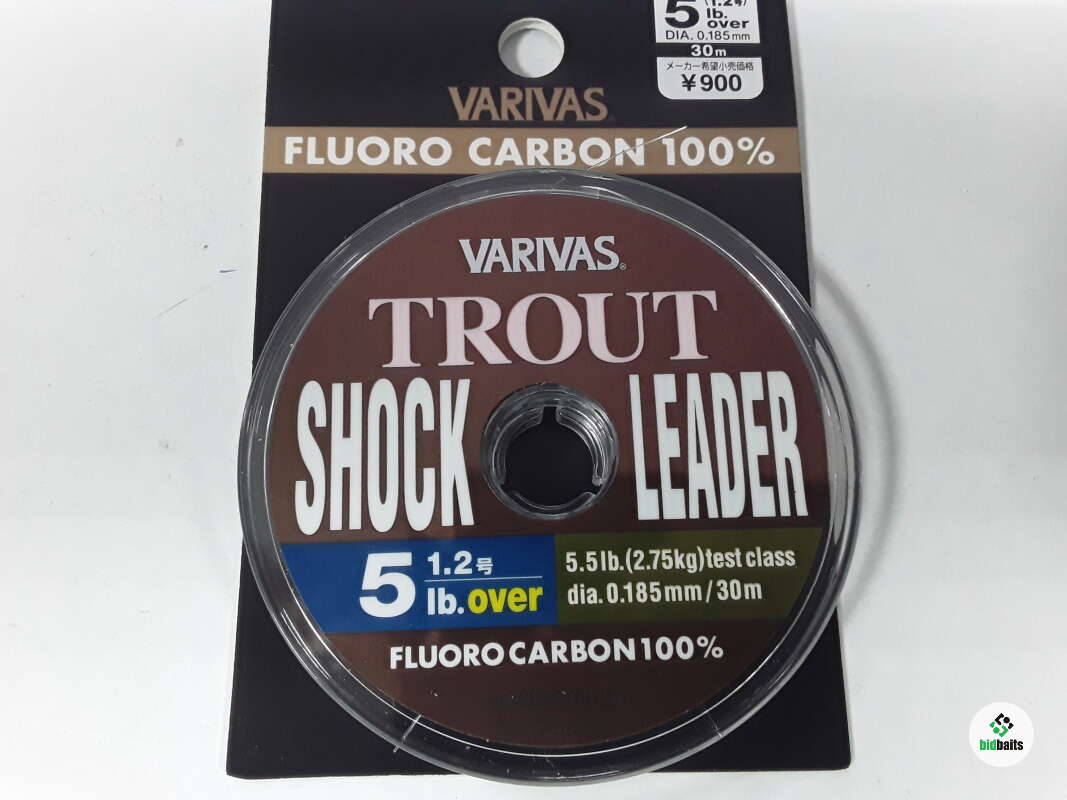 5 (1.2号)
lb.
over
DIA. 0.185mm
30m
メーカー希望小売価格
¥900
VARIVAS
FLUORO CARBON 100%
VARIVAS®
TROUT
SHOCK LEADER
5 1.2号
lb.over
5.5lb.(2.75kg)test class
dia. 0.185mm/30m
FLUORO CARBON 100%
bidbaits